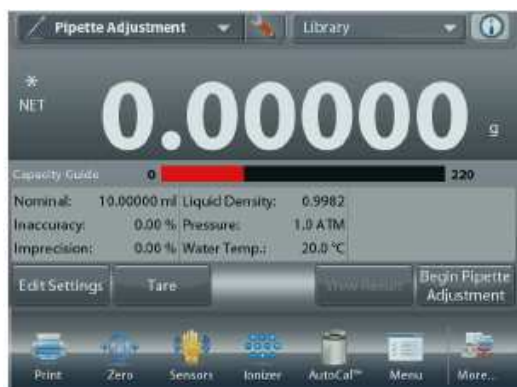 Pipette Adjustment Library
*
NET 0.00000 g
Capacity Guide 0 220
Nominal: 10.00000 ml Liquid Density: 0.9982
Inaccuracy: 0.00 % Pressure: 1.0 ATM
Imprecision: 0.00 % Water Temp.: 20.0 °C
Edit Settings Tare View Result Begin Pipette
Adjustment
Print Zero Sensors Ionizer AutoCal™ Menu More...